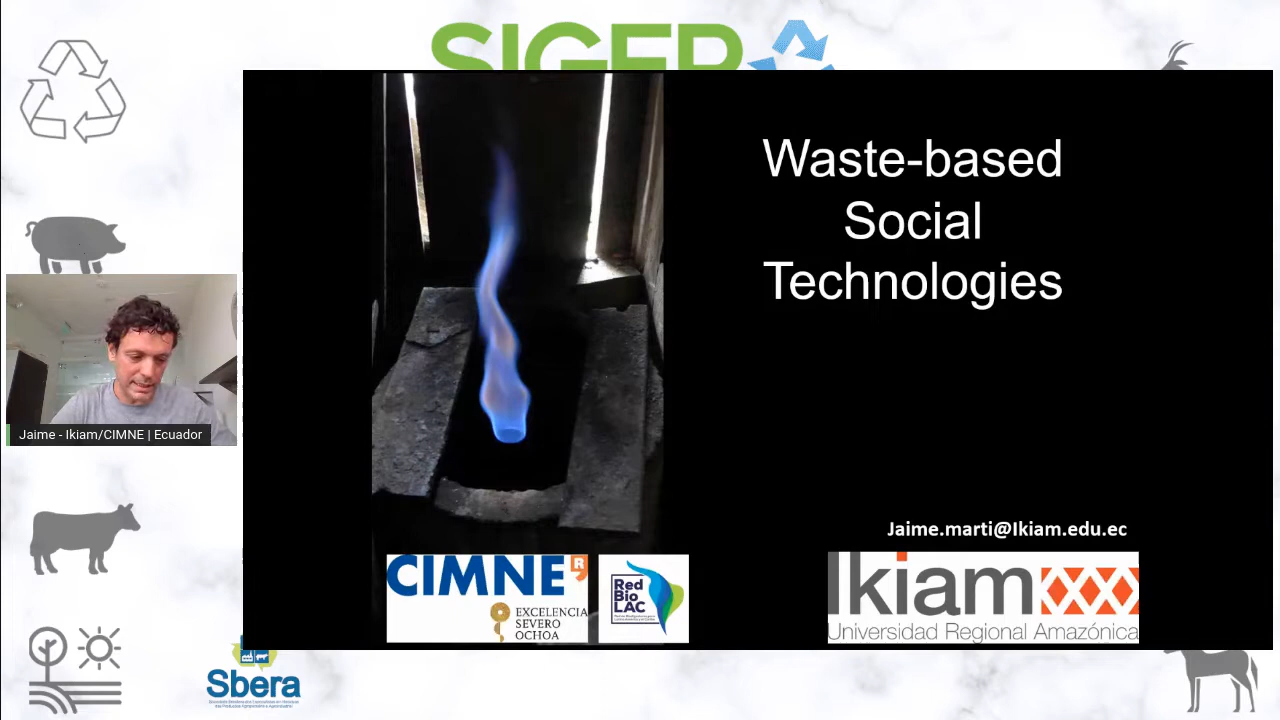 SIGER
Waste-based
Social
Technologies
Jaime - Ikiam/CIMNE | Ecuador
Jaime.marti@Ikiam.edu.ec
CIMNE R
EXCELENCIA
SEVERO
OCHOA
Red
Bio
LAC
Ikiam
Universidad Regional Amazónica
Sbera